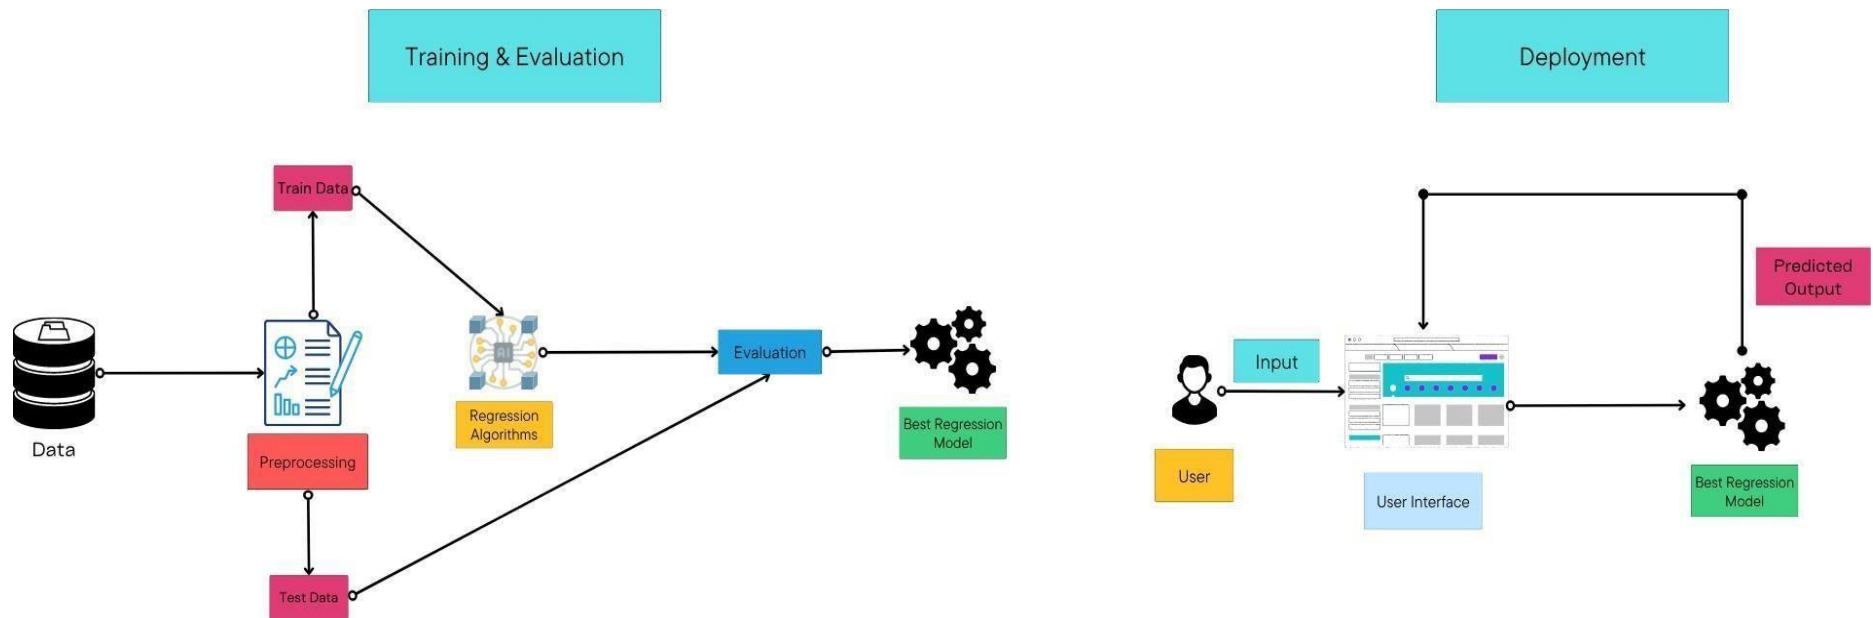 Training & Evaluation
Deployment
Train Data
Predicted
Output
Evaluation
Input
AI
Regression
Algorithms
Best Regression
Model
Data
Preprocessing
User
User Interface
Best Regression
Model
Test Data